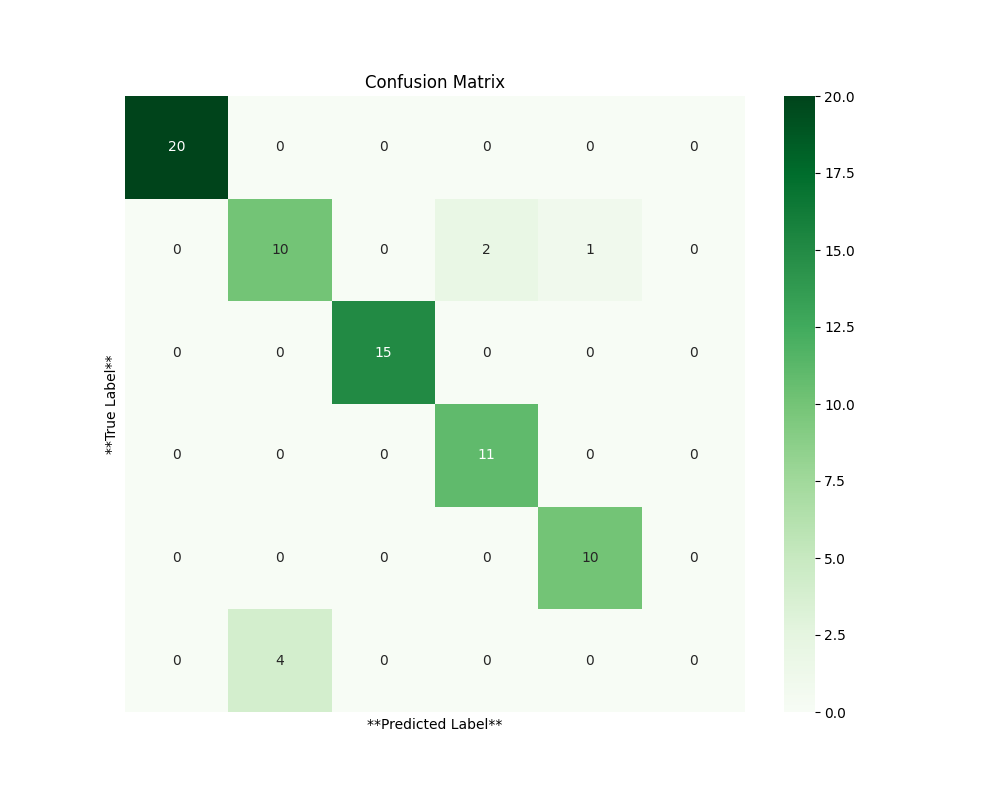 Confusion Matrix
20 0 0 0 0 0
0 10 0 2 1 0
0 0 15 0 0 0
0 0 0 11 0 0
0 0 0 0 10 0
0 4 0 0 0 0
**True Label**
**Predicted Label**
20.0
17.5
15.0
12.5
10.0
7.5
5.0
2.5
0.0